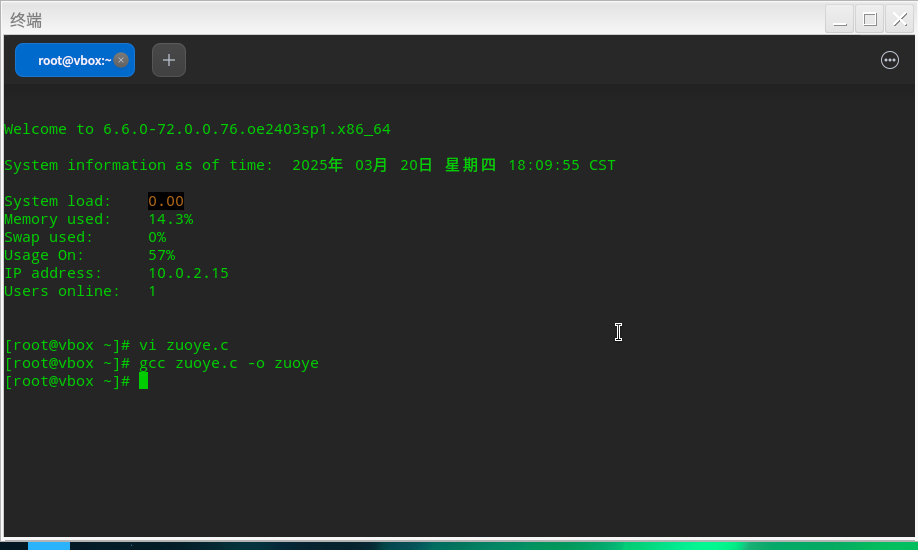 终端
root@vbox:~
Welcome to 6.6.0-72.0.0.76.oe2403sp1.x86_64
System information as of time:  2025年 03月 20日 星期四 18:09:55 CST
System load:    0.00
Memory used:    14.3%
Swap used:      0%
Usage On:       57%
IP address:     10.0.2.15
Users online:   1
[root@vbox ~]# vi zuoye.c
[root@vbox ~]# gcc zuoye.c -o zuoye
[root@vbox ~]#